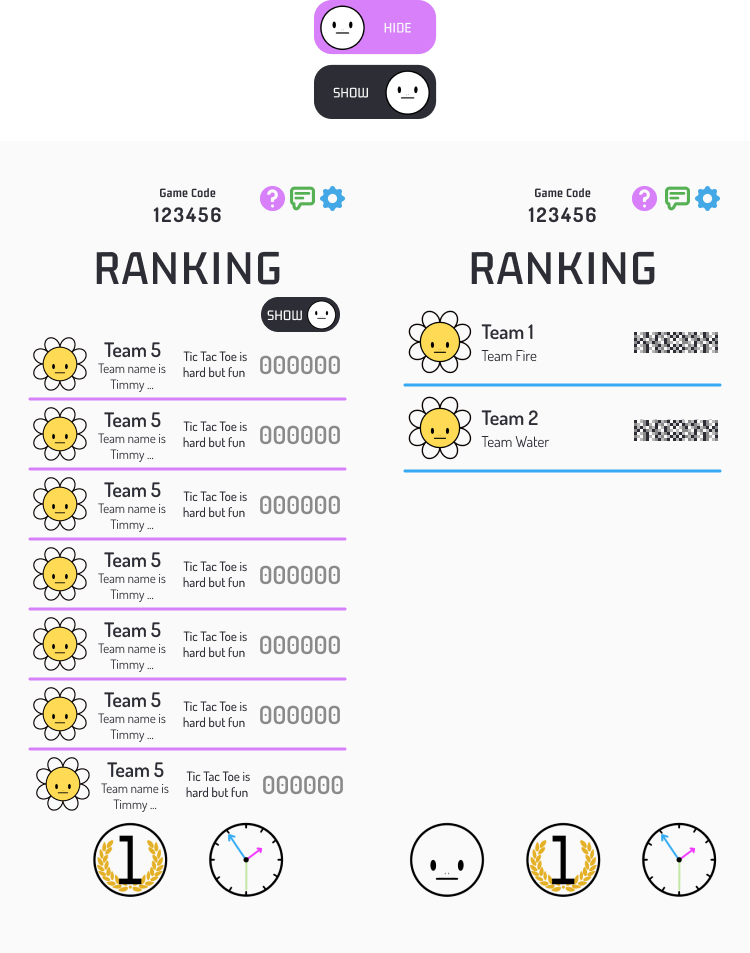 HIDE
SHOW
Game Code
123456
?
RANKING
SHOW
Team 5
Team name is
Timmy ...
Tic Tac Toe is
hard but fun
000000
Team 5
Team name is
Timmy ...
Tic Tac Toe is
hard but fun
000000
Team 5
Team name is
Timmy ...
Tic Tac Toe is
hard but fun
000000
Team 5
Team name is
Timmy ...
Tic Tac Toe is
hard but fun
000000
Team 5
Team name is
Timmy ...
Tic Tac Toe is
hard but fun
000000
Team 5
Team name is
Timmy ...
Tic Tac Toe is
hard but fun
000000
Team 5
Team name is
Timmy ...
Tic Tac Toe is
hard but fun
000000
1
Game Code
123456
?
RANKING
Team 1
Team Fire
Team 2
Team Water
1